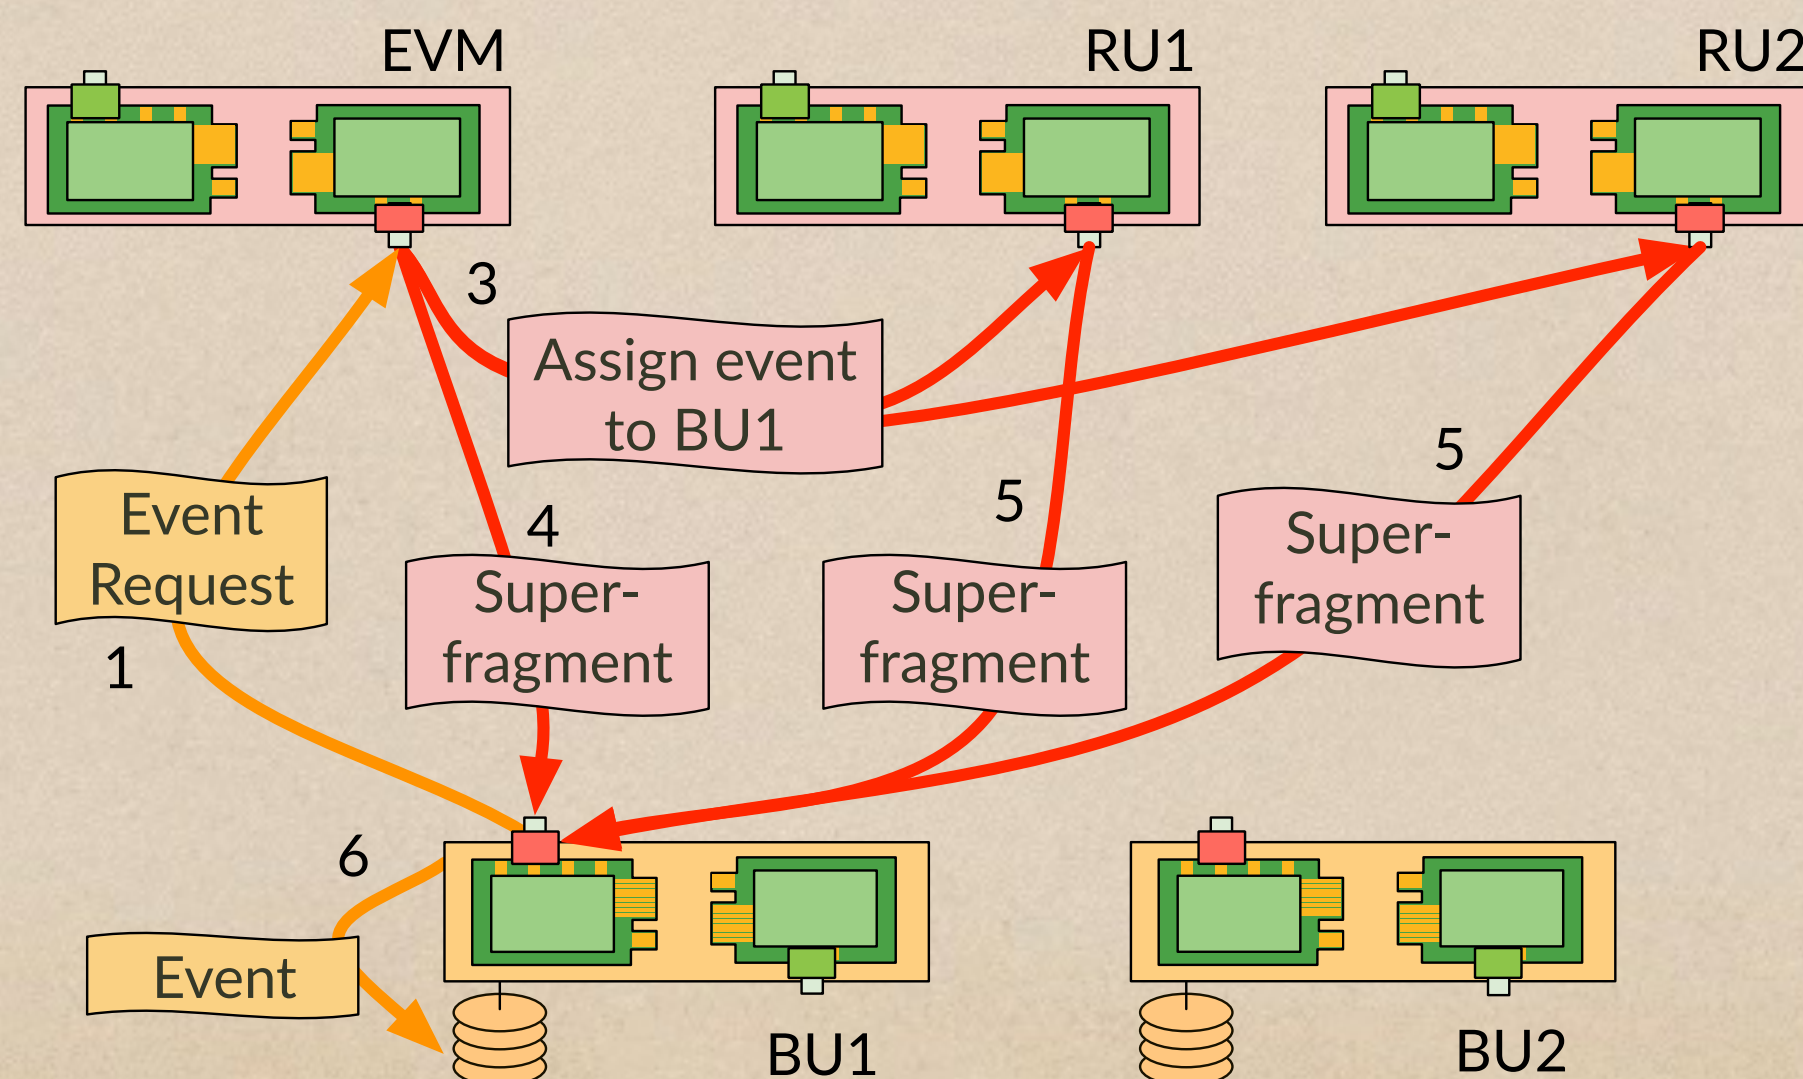 EVM
RU1
RU2
3
Assign event
to BU1
5
5
Event
Request
4
Super-
fragment
Super-
fragment
Super-
fragment
1
6
Event
BU1
BU2